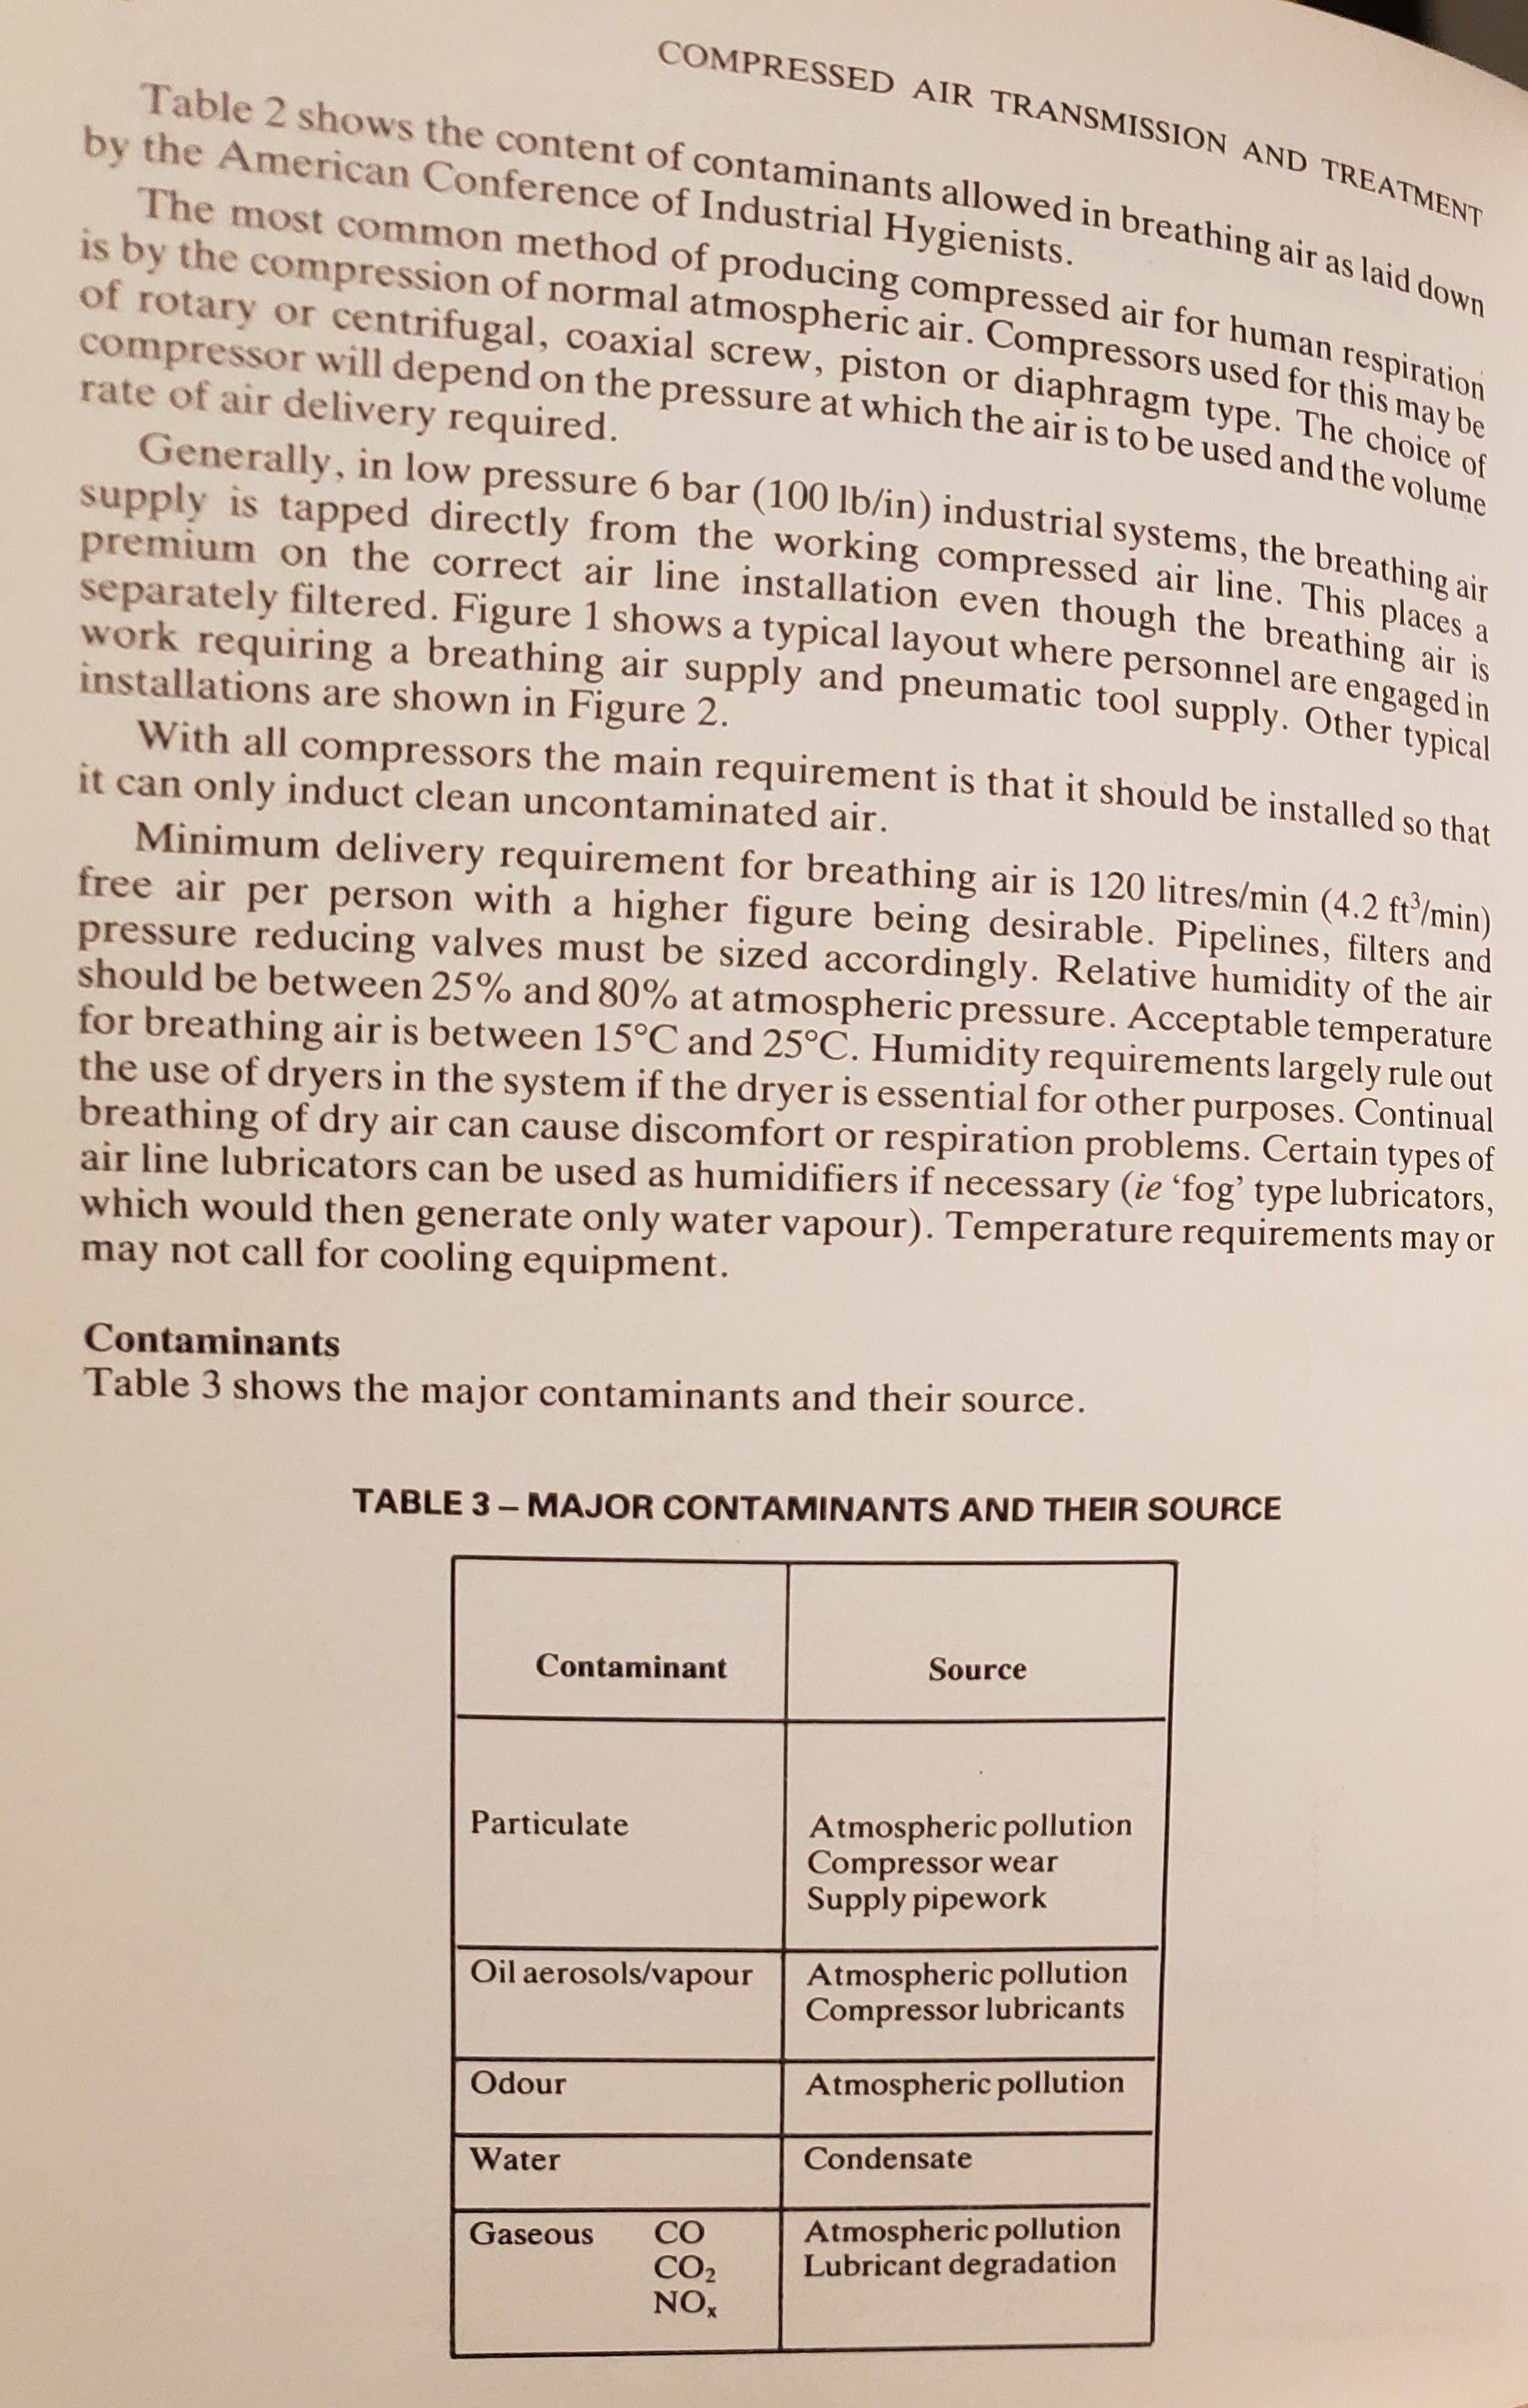 COMPRESSED AIR TRANSMISSION AND TREATMENT
Table 2 shows the content of contaminants allowed in breathing air as laid down
by the American Conference of Industrial Hygienists.
The most common method of producing compressed air for human respiration
is by the compression of normal atmospheric air. Compressors used for this may be
of rotary or centrifugal, coaxial screw, piston or diaphragm type. The choice of
compressor will depend on the pressure at which the air is to be used and the volume
rate of air delivery required.
Generally, in low pressure 6 bar (100 lb/in) industrial systems, the breathing air
supply is tapped directly from the working compressed air line. This places a
premium on the correct air line installation even though the breathing air is
separately filtered. Figure 1 shows a typical layout where personnel are engaged in
work requiring a breathing air supply and pneumatic tool supply. Other typical
installations are shown in Figure 2.
With all compressors the main requirement is that it should be installed so that
it can only induct clean uncontaminated air.
Minimum delivery requirement for breathing air is 120 litres/min (4.2 ft³/min)
free air per person with a higher figure being desirable. Pipelines, filters and
pressure reducing valves must be sized accordingly. Relative humidity of the air
should be between 25% and 80% at atmospheric pressure. Acceptable temperature
for breathing air is between 15°C and 25°C. Humidity requirements largely rule out
the use of dryers in the system if the dryer is essential for other purposes. Continual
breathing of dry air can cause discomfort or respiration problems. Certain types of
air line lubricators can be used as humidifiers if necessary (ie ‘fog’ type lubricators,
which would then generate only water vapour). Temperature requirements may or
may not call for cooling equipment.
Contaminants
Table 3 shows the major contaminants and their source.
TABLE 3 – MAJOR CONTAMINANTS AND THEIR SOURCE
Contaminant Source
Particulate Atmospheric pollution
Compressor wear
Supply pipework
Oil aerosols/vapour Atmospheric pollution
Compressor lubricants
Odour Atmospheric pollution
Water Condensate
Gaseous CO Atmospheric pollution
CO₂ Lubricant degradation
NOₓ